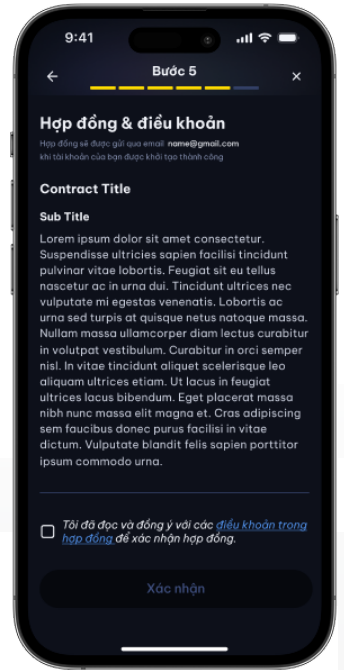 9:41
Bước 5
Hợp đồng & điều khoản
Hợp đồng sẽ được gửi qua email name@gmail.com
khi tài khoản của bạn được khởi tạo thành công
Contract Title
Sub Title
Lorem ipsum dolor sit amet consectetur.
Suspendisse ultricies sapien facilisi tincidunt
pulvinar vitae lobortis. Feugiat sit eu tellus
nascetur ac in urna dui. Tincidunt ultrices nec
vulputate mi egestas venenatis. Lobortis ac
urna sed turpis at quisque netus natoque massa.
Nullam massa ullamcorper diam lectus curabitur
in volutpat vestibulum. Curabitur in orci semper
nisl. In vitae tincidunt aliquet scelerisque leo
aliquam ultrices etiam. Ut lacus in feugiat
ultrices lacus bibendum. Eget placerat massa
nibh nunc massa elit magna et. Cras adipiscing
sem faucibus donec purus facilisi in vitae
dictum. Vulputate blandit felis sapien porttitor
ipsum commodo urna.
Tôi đã đọc và đồng ý với các điều khoản trong
hợp đồng để xác nhận hợp đồng.
Xác nhận